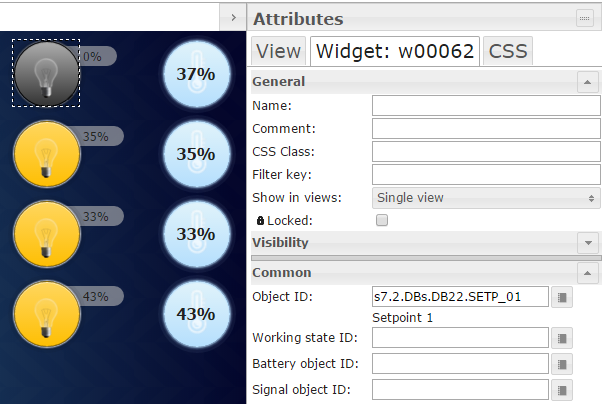 Attributes
View Widget: w00062 CSS
General
Name:
Comment:
CSS Class:
Filter key:
Show in views: Single view
Locked:
Visibility
Common
Object ID: s7.2.DBs.DB22.SETP_01
Setpoint 1
Working state ID:
Battery object ID:
Signal object ID:
0% 37%
35% 35%
33% 33%
43% 43%